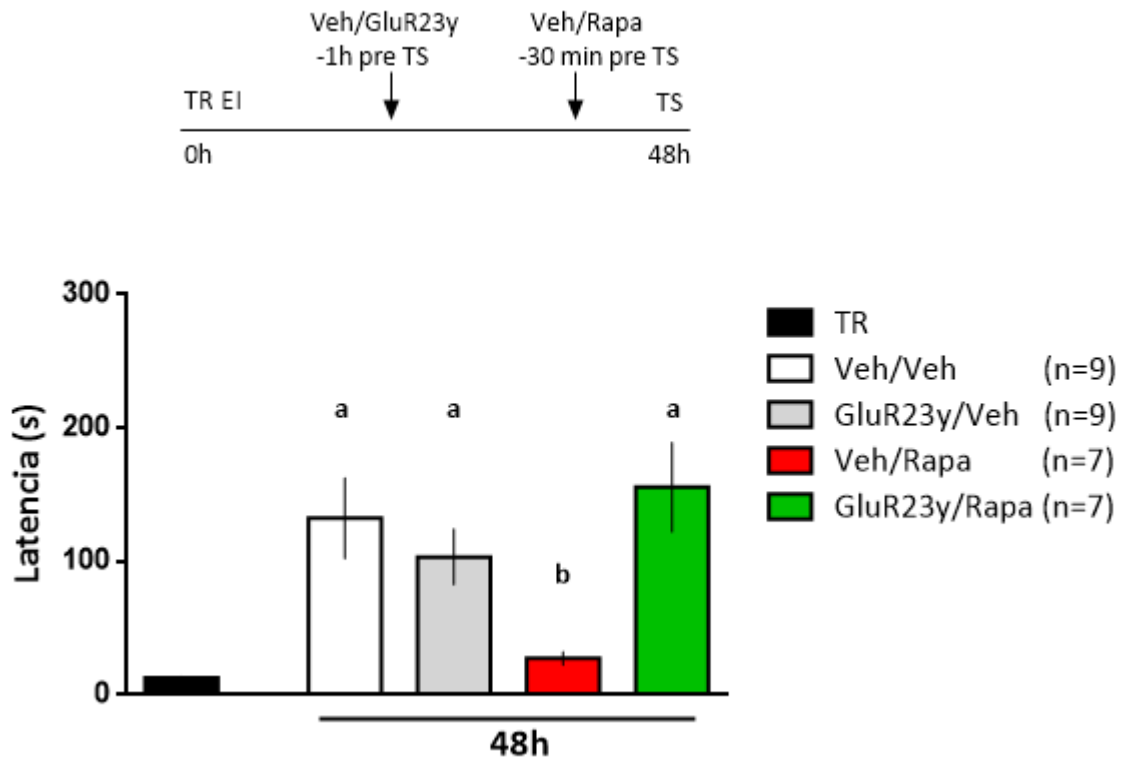 Veh/GluR23y
-1h pre TS
Veh/Rapa
-30 min pre TS
TR EI
TS
0h
48h
300
200
100
0
Latencia (s)
a
a
b
a
48h
TR
Veh/Veh (n=9)
GluR23y/Veh (n=9)
Veh/Rapa (n=7)
GluR23y/Rapa (n=7)